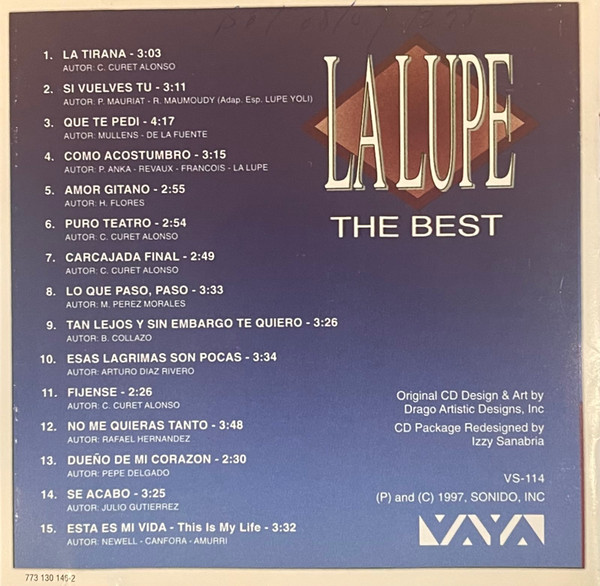 1. LA TIRANA - 3:03
AUTOR: C. CURET ALONSO
2. SI VUELVES TU - 3:11
AUTOR: P. MAURIAT - R. MAUMOUDY (Adap. Esp. LUPE YOLI)
3. QUE TE PEDI - 4:17
AUTOR: MULLENS - DE LA FUENTE
4. COMO ACOSTUMBRO - 3:15
AUTOR: P. ANKA - REVAUX - FRANCOIS - LA LUPE
5. AMOR GITANO - 2:55
AUTOR: H. FLORES
6. PURO TEATRO - 2:54
AUTOR: C. CURET ALONSO
7. CARCAJADA FINAL - 2:49
AUTOR: C. CURET ALONSO
8. LO QUE PASO, PASO - 3:33
AUTOR: M. PEREZ MORALES
9. TAN LEJOS Y SIN EMBARGO TE QUIERO - 3:26
AUTOR: B. COLLAZO
10. ESAS LAGRIMAS SON POCAS - 3:34
AUTOR: ARTURO DIAZ RIVERO
11. FIJENSE - 2:26
AUTOR: C. CURET ALONSO
12. NO ME QUIERAS TANTO - 3:48
AUTOR: RAFAEL HERNANDEZ
13. DUEÑO DE MI CORAZON - 2:30
AUTOR: PEPE DELGADO
14. SE ACABO - 3:25
AUTOR: JULIO GUTIERREZ
15. ESTA ES MI VIDA - This Is My Life - 3:32
AUTOR: NEWELL - CANFORA - AMURRI
LA LUPE
THE BEST
Original CD Design & Art by
Drago Artistic Designs, Inc
CD Package Redesigned by
Izzy Sanabria
VS-114
(P) and (C) 1997, SONIDO, INC
VAYA
773 130 146-2